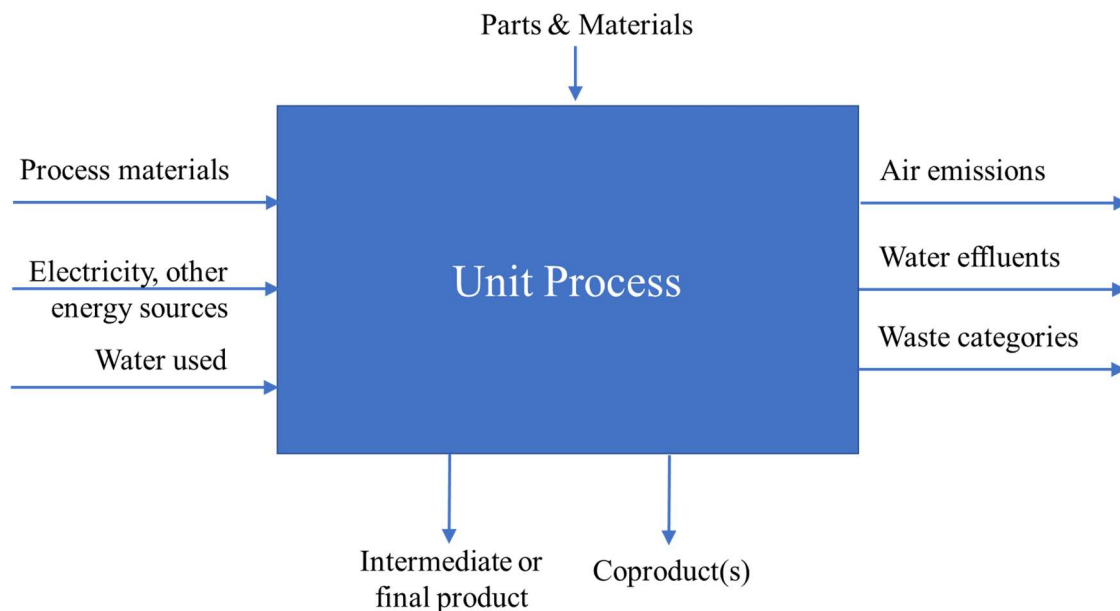 Parts & Materials
Process materials
Air emissions
Electricity, other
energy sources
Unit Process
Water effluents
Water used
Waste categories
Intermediate or
final product
Coproduct(s)